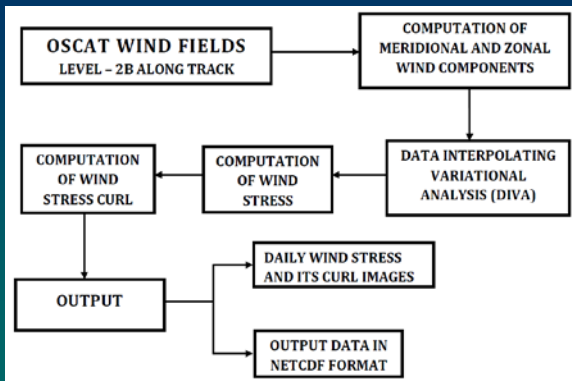 OSCAT WIND FIELDS
LEVEL – 2B ALONG TRACK
COMPUTATION OF
MERIDIONAL AND ZONAL
WIND COMPONENTS
DATA INTERPOLATING
VARIATIONAL
ANALYSIS (DIVA)
COMPUTATION
OF WIND
STRESS
COMPUTATION
OF WIND
STRESS CURL
OUTPUT
DAILY WIND STRESS
AND ITS CURL IMAGES
OUTPUT DATA IN
NETCDF FORMAT